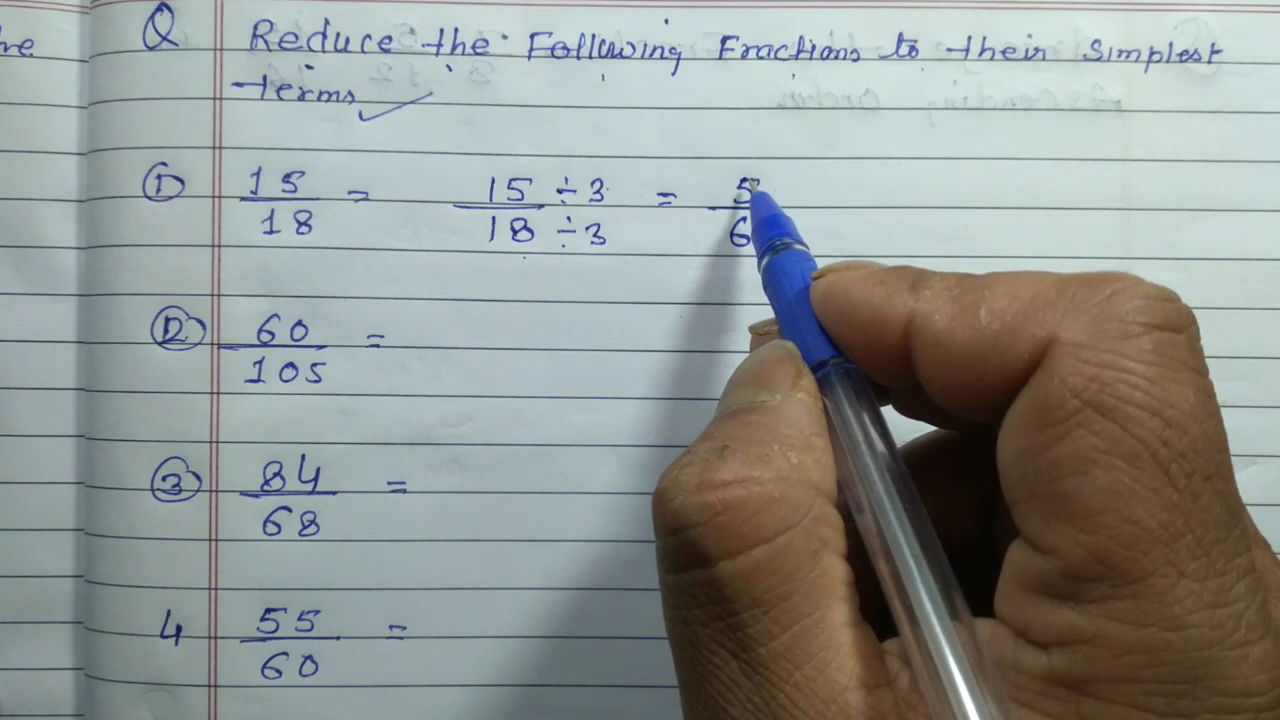 re
Q Reduce the Following Fractions to their Simplest
terms ✓
① 15/18 = 15 ÷ 3 / 18 ÷ 3 = 5/6
② 60/105 =
③ 84/68 =
4 55/60 =